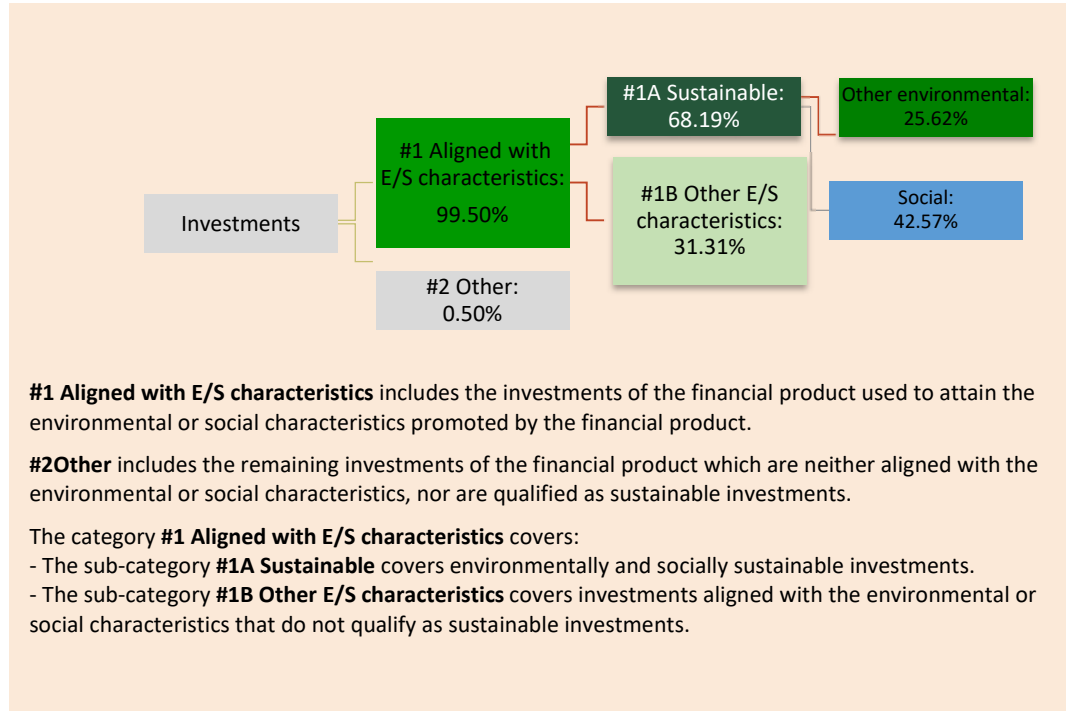 Investments
#1 Aligned with
E/S characteristics:
99.50%
#2 Other:
0.50%
#1A Sustainable:
68.19%
#1B Other E/S
characteristics:
31.31%
Other environmental:
25.62%
Social:
42.57%
#1 Aligned with E/S characteristics includes the investments of the financial product used to attain the
environmental or social characteristics promoted by the financial product.
#2Other includes the remaining investments of the financial product which are neither aligned with the
environmental or social characteristics, nor are qualified as sustainable investments.
The category #1 Aligned with E/S characteristics covers:
- The sub-category #1A Sustainable covers environmentally and socially sustainable investments.
- The sub-category #1B Other E/S characteristics covers investments aligned with the environmental or
social characteristics that do not qualify as sustainable investments.